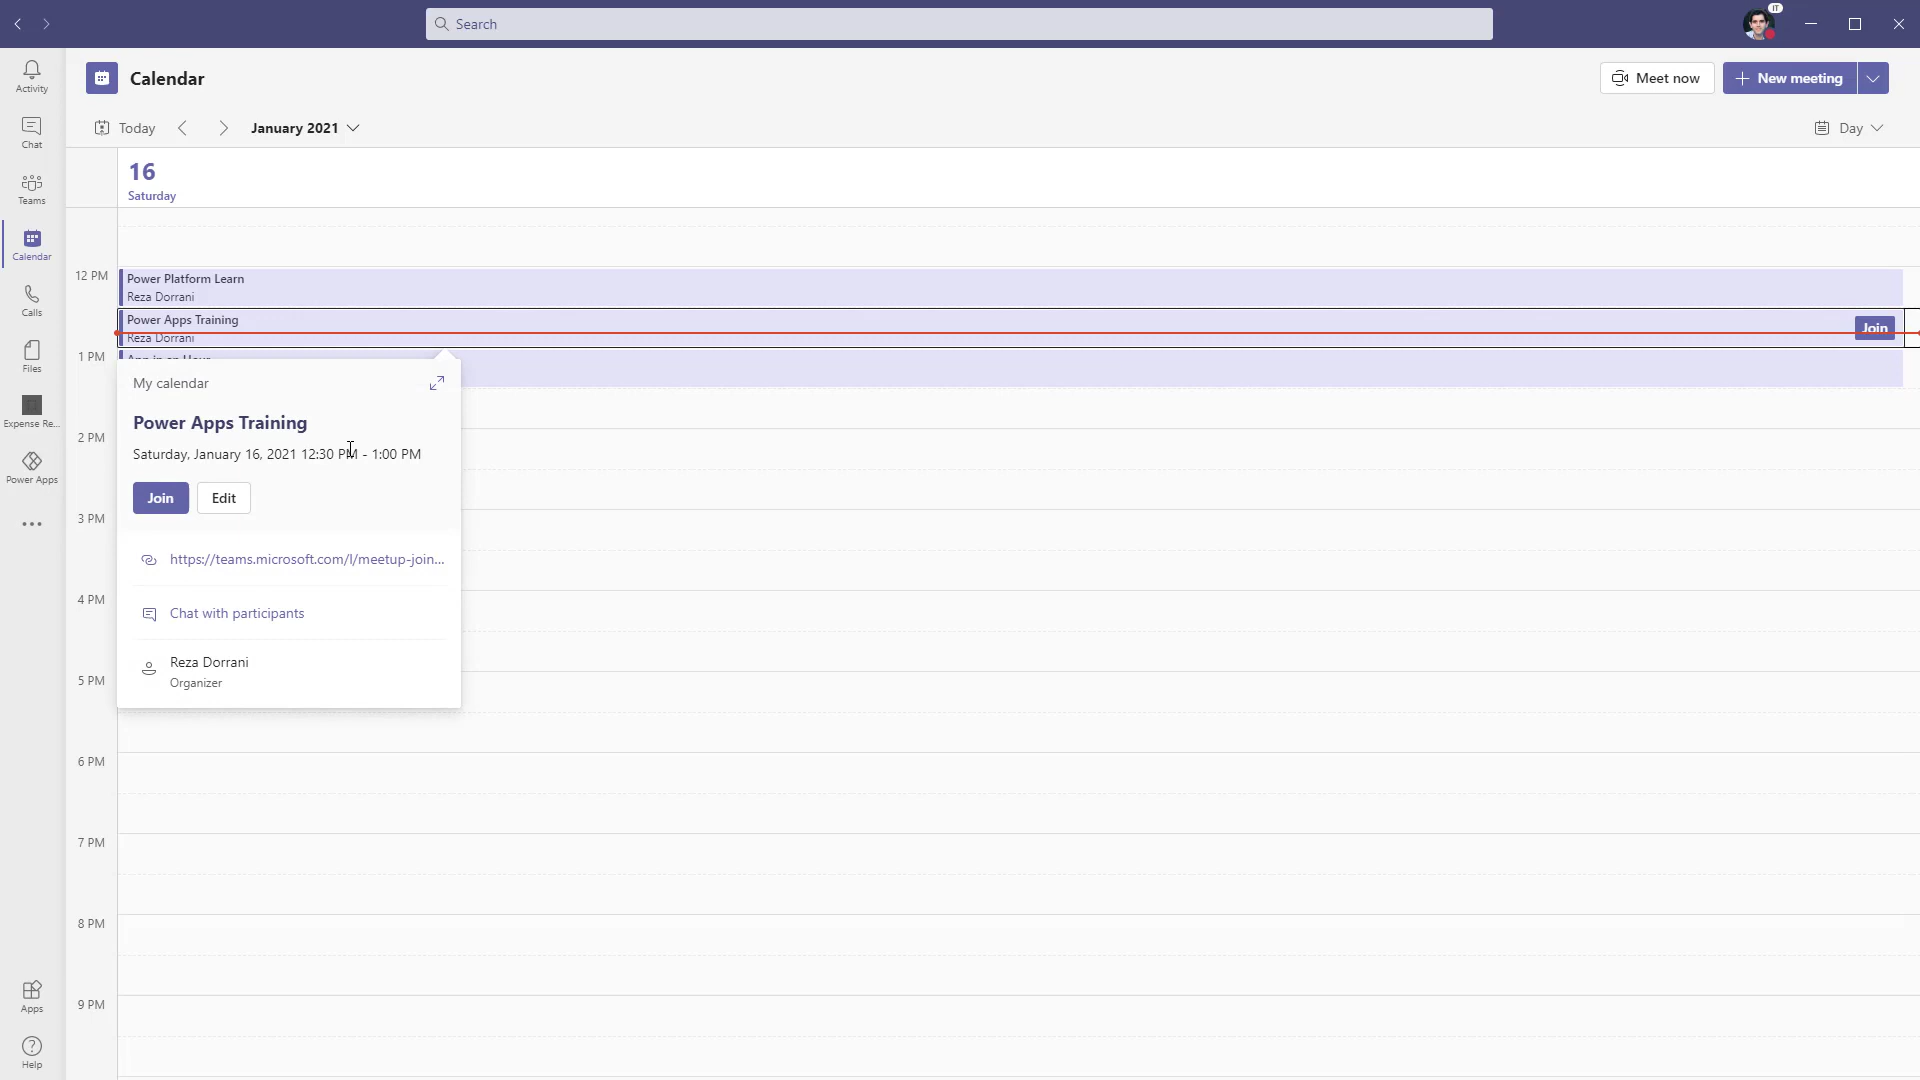 Search
IT
Activity
Chat
Teams
Calendar
Calls
Files
Expense Re...
Power Apps
Apps
Help
Calendar
Meet now
New meeting
Today
January 2021
Day
16
Saturday
12 PM
Power Platform Learn
Reza Dorrani
Power Apps Training
Reza Dorrani
Join
1 PM
My calendar
Power Apps Training
Saturday, January 16, 2021 12:30 PM - 1:00 PM
Join Edit
https://teams.microsoft.com/l/meetup-join...
Chat with participants
Reza Dorrani
Organizer
2 PM
3 PM
4 PM
5 PM
6 PM
7 PM
8 PM
9 PM